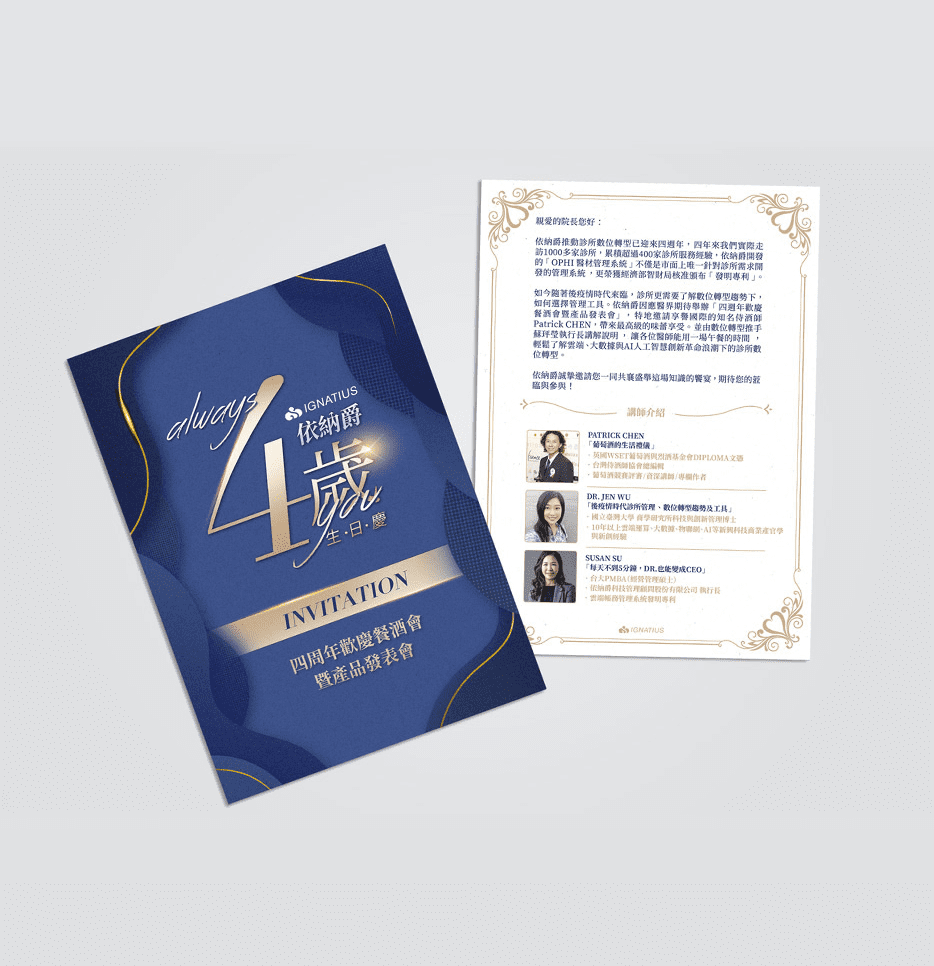 always
4
IGNATIUS
依納爵
歲
you
生·日·慶
INVITATION
四周年歡慶餐酒會
暨產品發表會
親愛的院長您好：
依納爵推動診所數位轉型已迎來四週年，四年來我們實際走
訪1000多家診所，累積超過400家診所服務經驗，依納爵開發
的「OPHI 醫材管理系統」不僅是市面上唯一針對診所需求開
發的管理系統，更榮獲經濟部智財局核准頒布「發明專利」。
如今隨著後疫情時代來臨，診所更需要了解數位轉型趨勢下，
如何選擇管理工具。依納爵因應醫界期待舉辦「四週年歡慶
餐酒會暨產品發表會」，特地邀請享譽國際的知名侍酒師
Patrick CHEN，帶來最高級的味蕾享受。並由數位轉型推手
蘇玶瑩執行長講解說明，讓各位醫師能用一場午餐的時間，
輕鬆了解雲端、大數據與AI人工智慧創新革命浪潮下的診所數
位轉型。
依納爵誠摯邀請您一同共襄盛舉這場知識的饗宴，期待您的蒞
臨與參與！
講師介紹
PATRICK CHEN
「葡萄酒的生活禮儀」
·英國WSET葡萄酒與烈酒基金會DIPLOMA文憑
·台灣侍酒師協會總編輯
·葡萄酒競賽評審/資深講師/專欄作者
DR. JEN WU
「後疫情時代診所管理、數位轉型趨勢及工具」
·國立臺灣大學 商學研究所科技與創新管理博士
·10年以上雲端運算、大數據、物聯網、AI等新興科技商業產官學
與新創經驗
SUSAN SU
「每天不到5分鐘，DR.也能變成CEO」
·台大PMBA(經營管理碩士)
·依納爵科技管理顧問股份有限公司 執行長
·雲端帳務管理系統發明專利
IGNATIUS